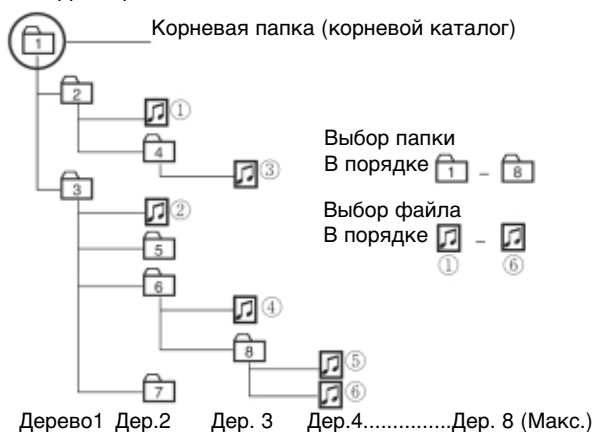 Корневая папка (корневой каталог)
1
2
①
4
③
3
②
5
6
④
8
⑤
⑥
7
Выбор папки
В порядке 1 – 8
Выбор файла
В порядке –
① ⑥
Дерево1 Дер.2 Дер. 3 Дер.4...............Дер. 8 (Макс.)